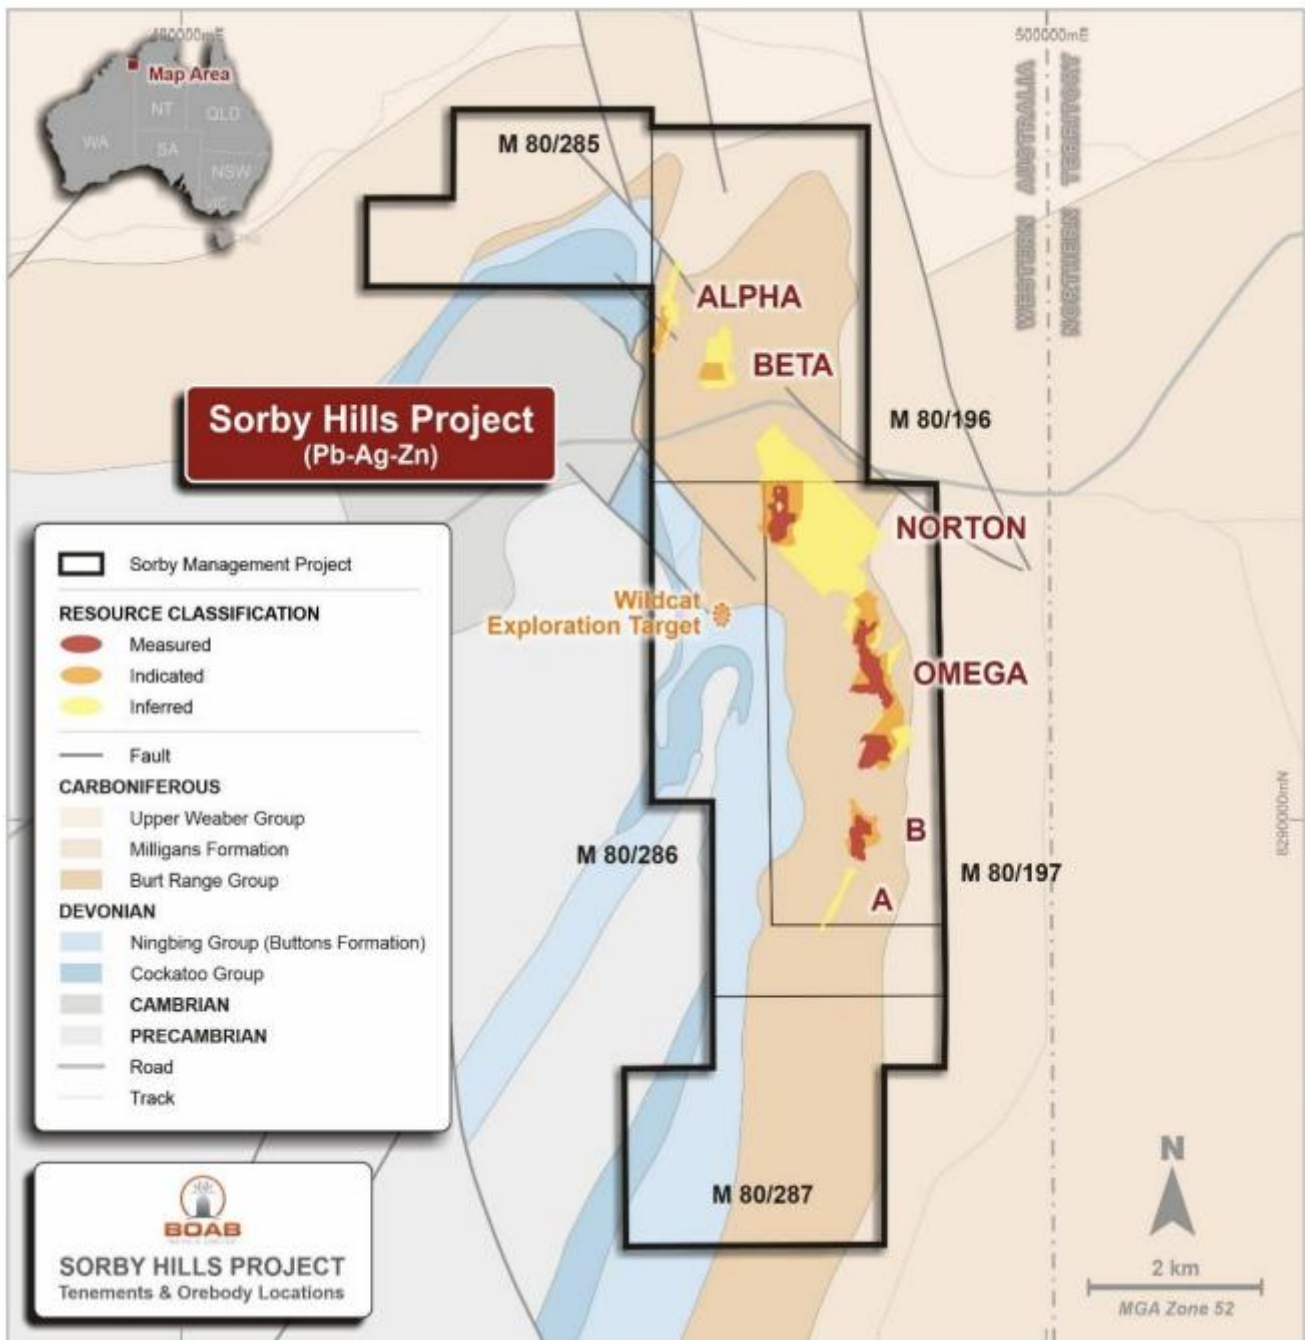 480000mE
500000mE
Map Area
NT
QLD
WA
SA
NSW
WESTERN AUSTRALIA
NORTHERN TERRITORY
M 80/285
ALPHA
BETA
M 80/196
Sorby Hills Project
(Pb-Ag-Zn)
NORTON
Wildcat
Exploration Target
OMEGA
8290000mN
B
M 80/286
M 80/197
A
M 80/287
Sorby Management Project
RESOURCE CLASSIFICATION
Measured
Indicated
Inferred
Fault
CARBONIFEROUS
Upper Weaber Group
Milligans Formation
Burt Range Group
DEVONIAN
Ningbing Group (Buttons Formation)
Cockatoo Group
CAMBRIAN
PRECAMBRIAN
Road
Track
BOAB
SORBY HILLS PROJECT
Tenements & Orebody Locations
N
2 km
MGA Zone 52